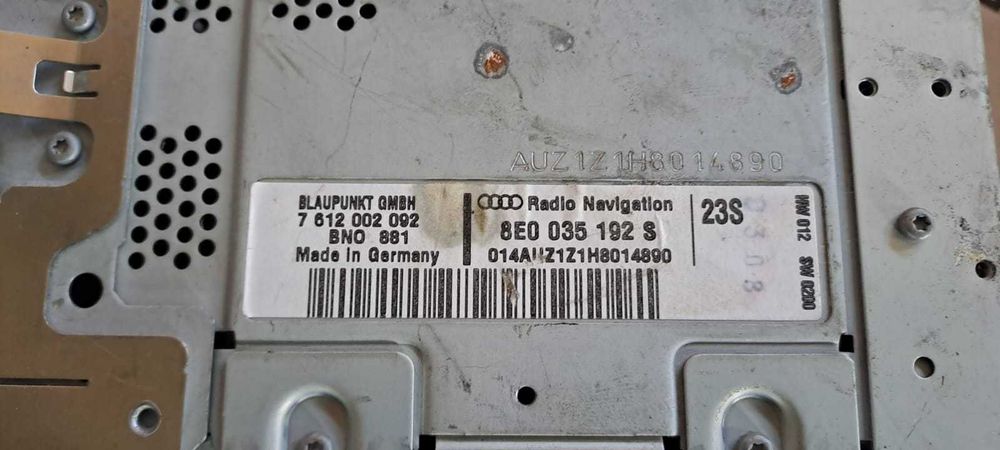 AUZ1Z1H8014890
BLAUPUNKT GMBH
7 612 002 092
BNO 881
Made in Germany
Radio Navigation
8E0 035 192 S
014AUZ1Z1H8014890
23S
HW 012 SW 0200